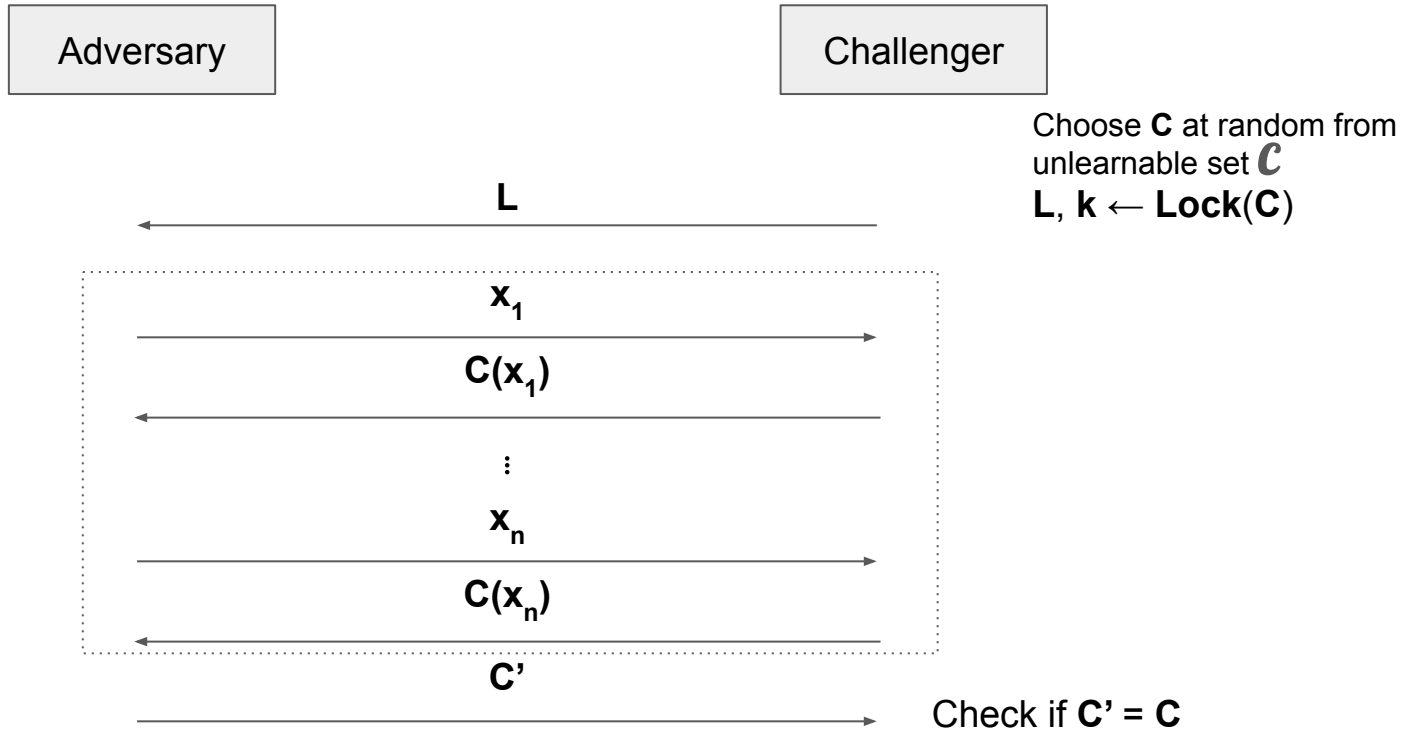 Adversary
Challenger
Choose C at random from
unlearnable set 𝓒
L, k ← Lock(C)
L
x₁
C(x₁)
⋮
xₙ
C(xₙ)
C’
Check if C’ = C